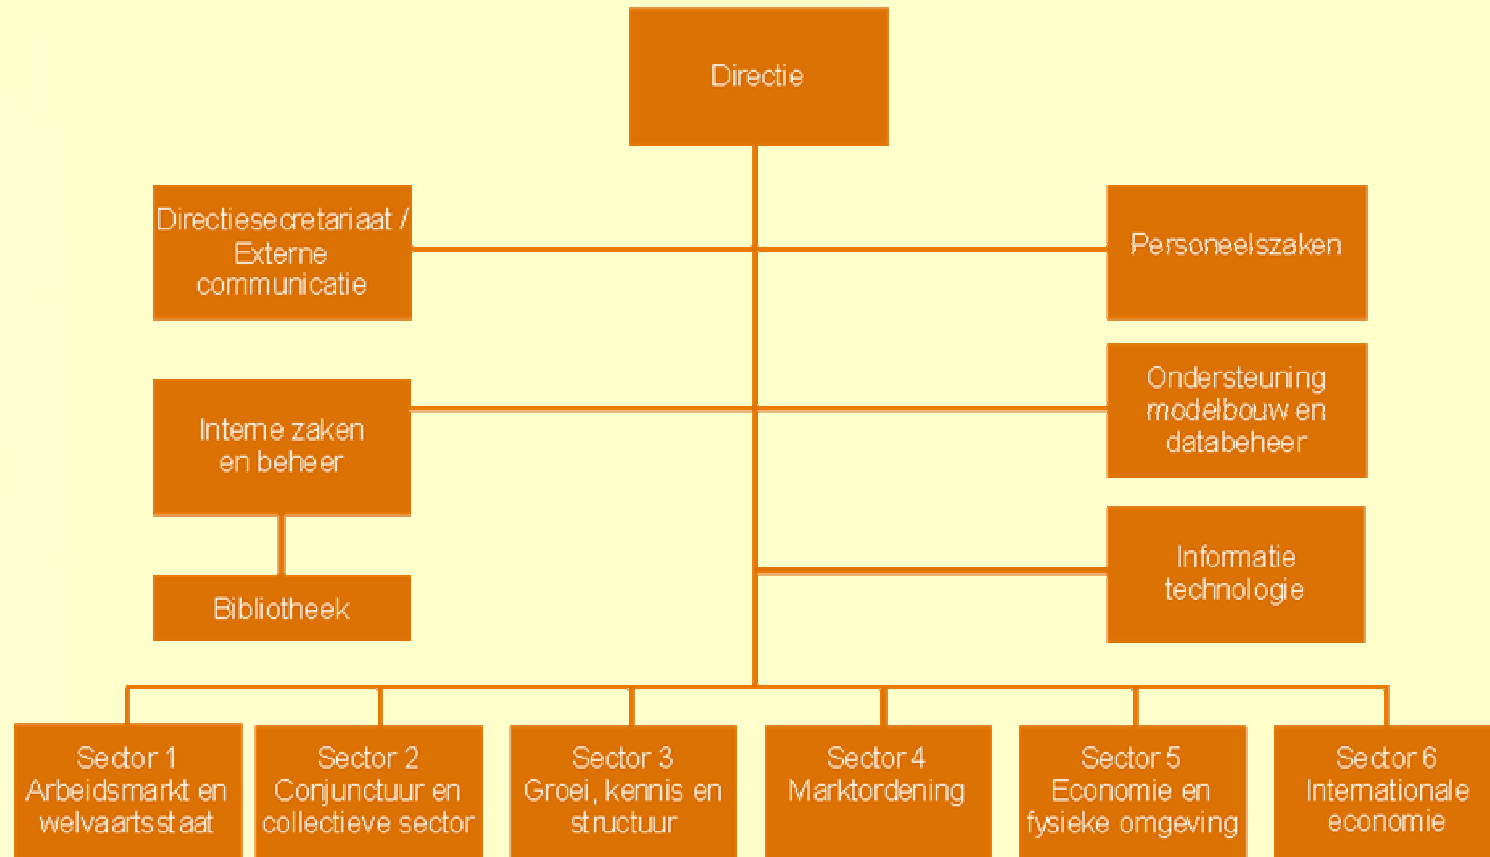 Directie
Directiesecretariaat /
Externe
communicatie
Personeelszaken
Interne zaken
en beheer
Ondersteuning
modelbouw en
databeheer
Bibliotheek
Informatie
technologie
Sector 1
Arbeidsmarkt en
welvaartsstaat
Sector 2
Conjunctuur en
collectieve sector
Sector 3
Groei, kennis en
structuur
Sector 4
Marktordening
Sector 5
Economie en
fysieke omgeving
Sector 6
Internationale
economie